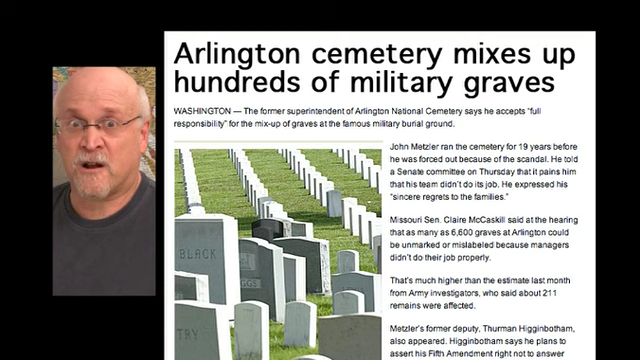 Arlington cemetery mixes up
hundreds of military graves
WASHINGTON — The former superintendent of Arlington National Cemetery says he accepts "full
responsibility" for the mix-up of graves at the famous military burial ground.
John Metzler ran the cemetery for 19 years before
he was forced out because of the scandal. He told
a Senate committee on Thursday that it pains him
that his team didn't do its job. He expressed his
"sincere regrets to the families."
Missouri Sen. Claire McCaskill said at the hearing
that as many as 6,600 graves at Arlington could
be unmarked or mislabeled because managers
didn't do their job properly.
That's much higher than the estimate last month
from Army investigators, who said about 211
remains were affected.
Metzler's former deputy, Thurman Higginbotham,
also appeared. Higginbotham says he plans to
assert his Fifth Amendment right not to answer
BLACK